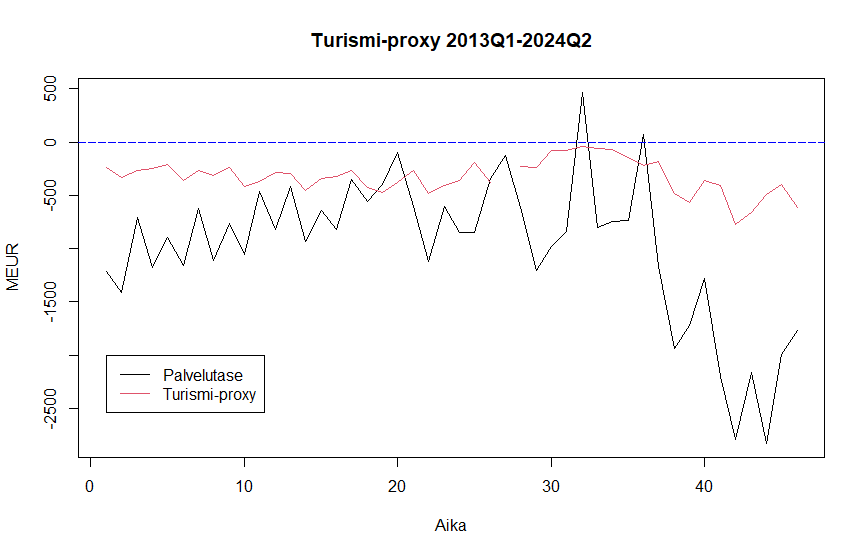 Turismi-proxy 2013Q1-2024Q2
500
0
-500
-1500
-2500
MEUR
Palvelutase
Turismi-proxy
0 10 20 30 40
Aika